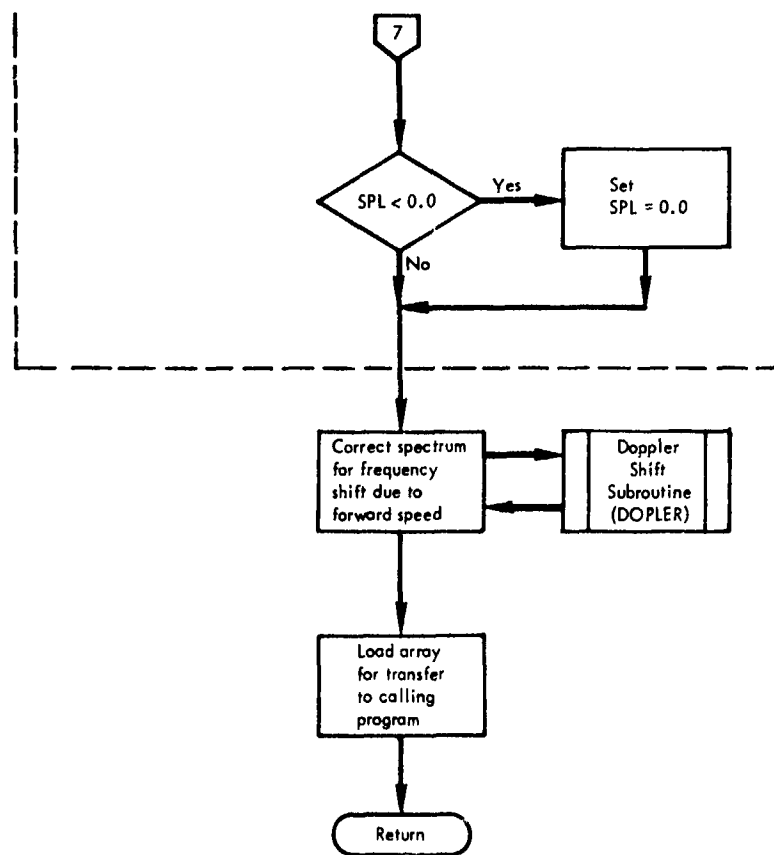 7
SPL < 0.0
Yes
No
Set
SPL = 0.0
Correct spectrum
for frequency
shift due to
forward speed
Doppler
Shift
Subroutine
(DOPLER)
Load array
for transfer
to calling
program
Return